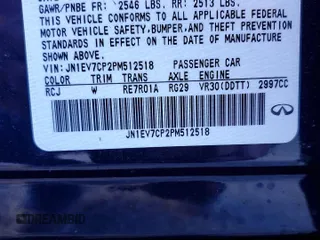 GAWR/PNBE FR: 2546 LBS. RR: 2513 LBS.
THIS VEHICLE CONFORMS TO ALL APPLICABLE FEDERAL
MOTOR VEHICLE SAFETY,BUMPER,AND THEFT PREVENTION
STANDARDS IN EFFECT ON THE DATE OF MANUFACTURE
SHOWN ABOVE.
VIN:JN1EV7CP2PM512518 PASSENGER CAR
COLOR TRIM TRANS AXLE ENGINE
RCJ W RE7R01A RG29 VR30(DDTT) 2997CC
INFINITI
JN1EV7CP2PM512518
DREAMBID